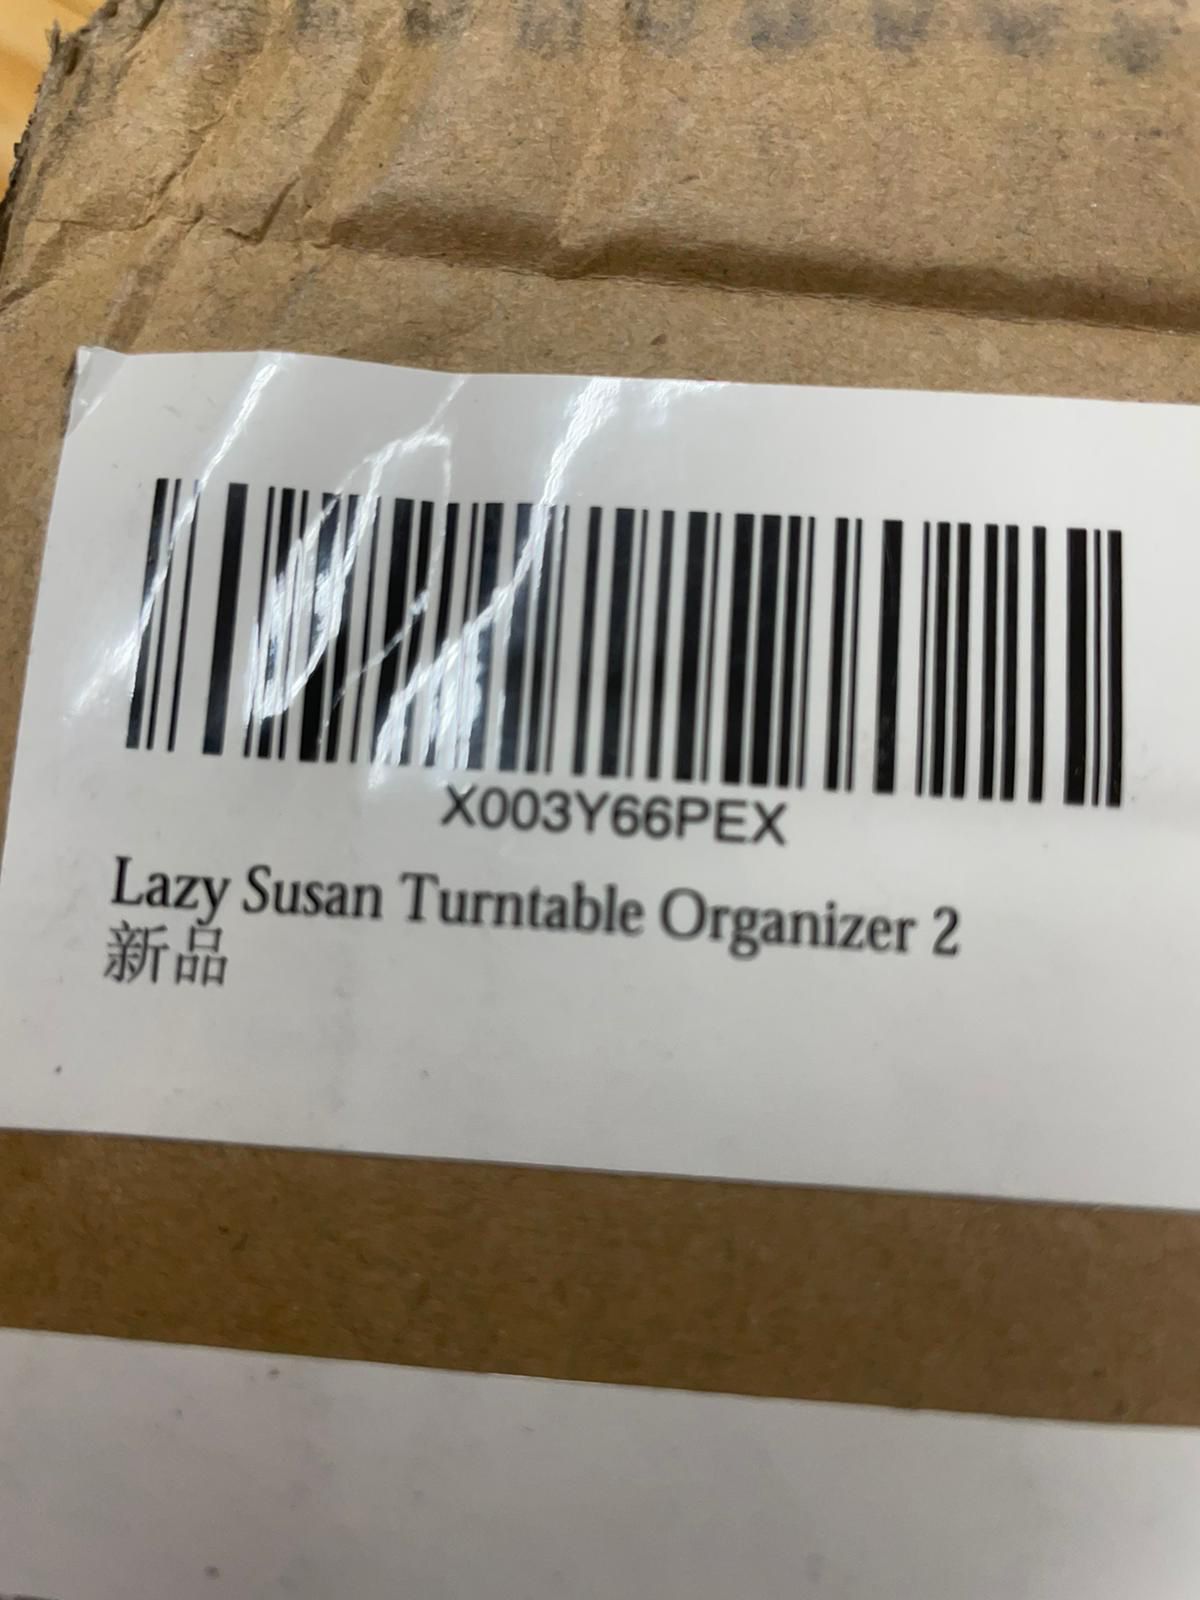 X003Y66PEX
Lazy Susan Turntable Organizer 2
新品